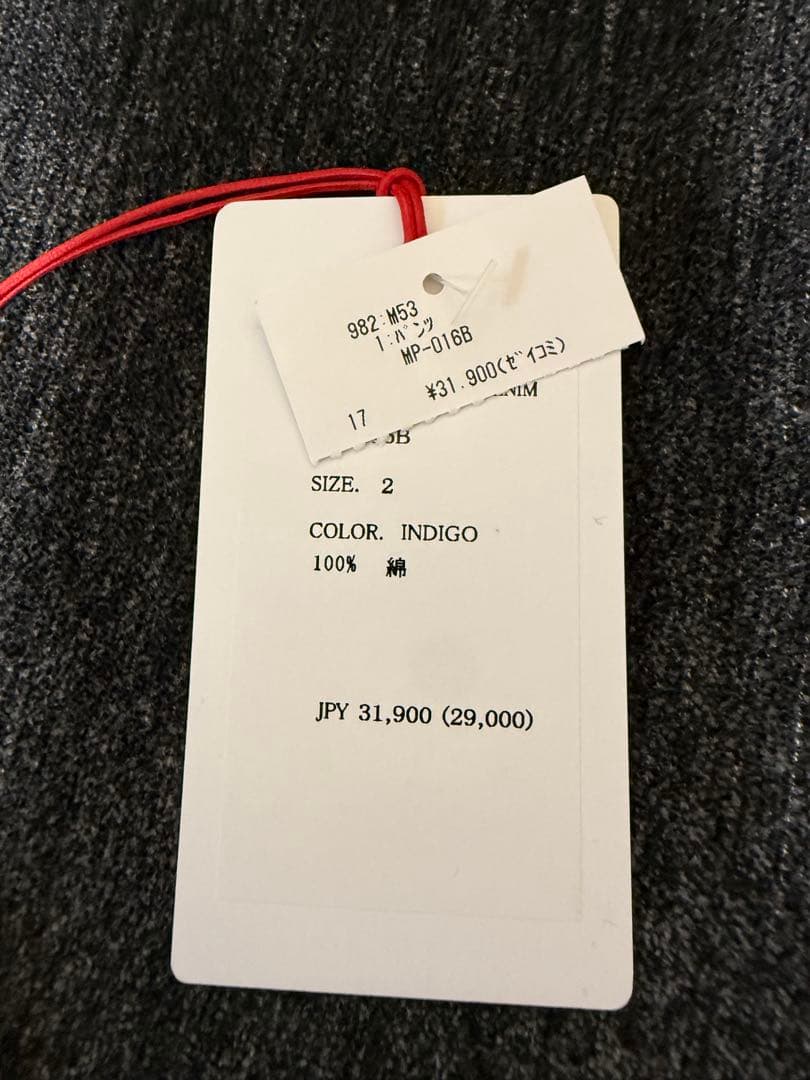 982:M53
1:ﾊﾟﾝﾂ
MP-016B
¥31.900(ｾﾞｲｺﾐ)
17
SIZE. 2
COLOR. INDIGO
100% 綿
JPY 31,900 (29,000)